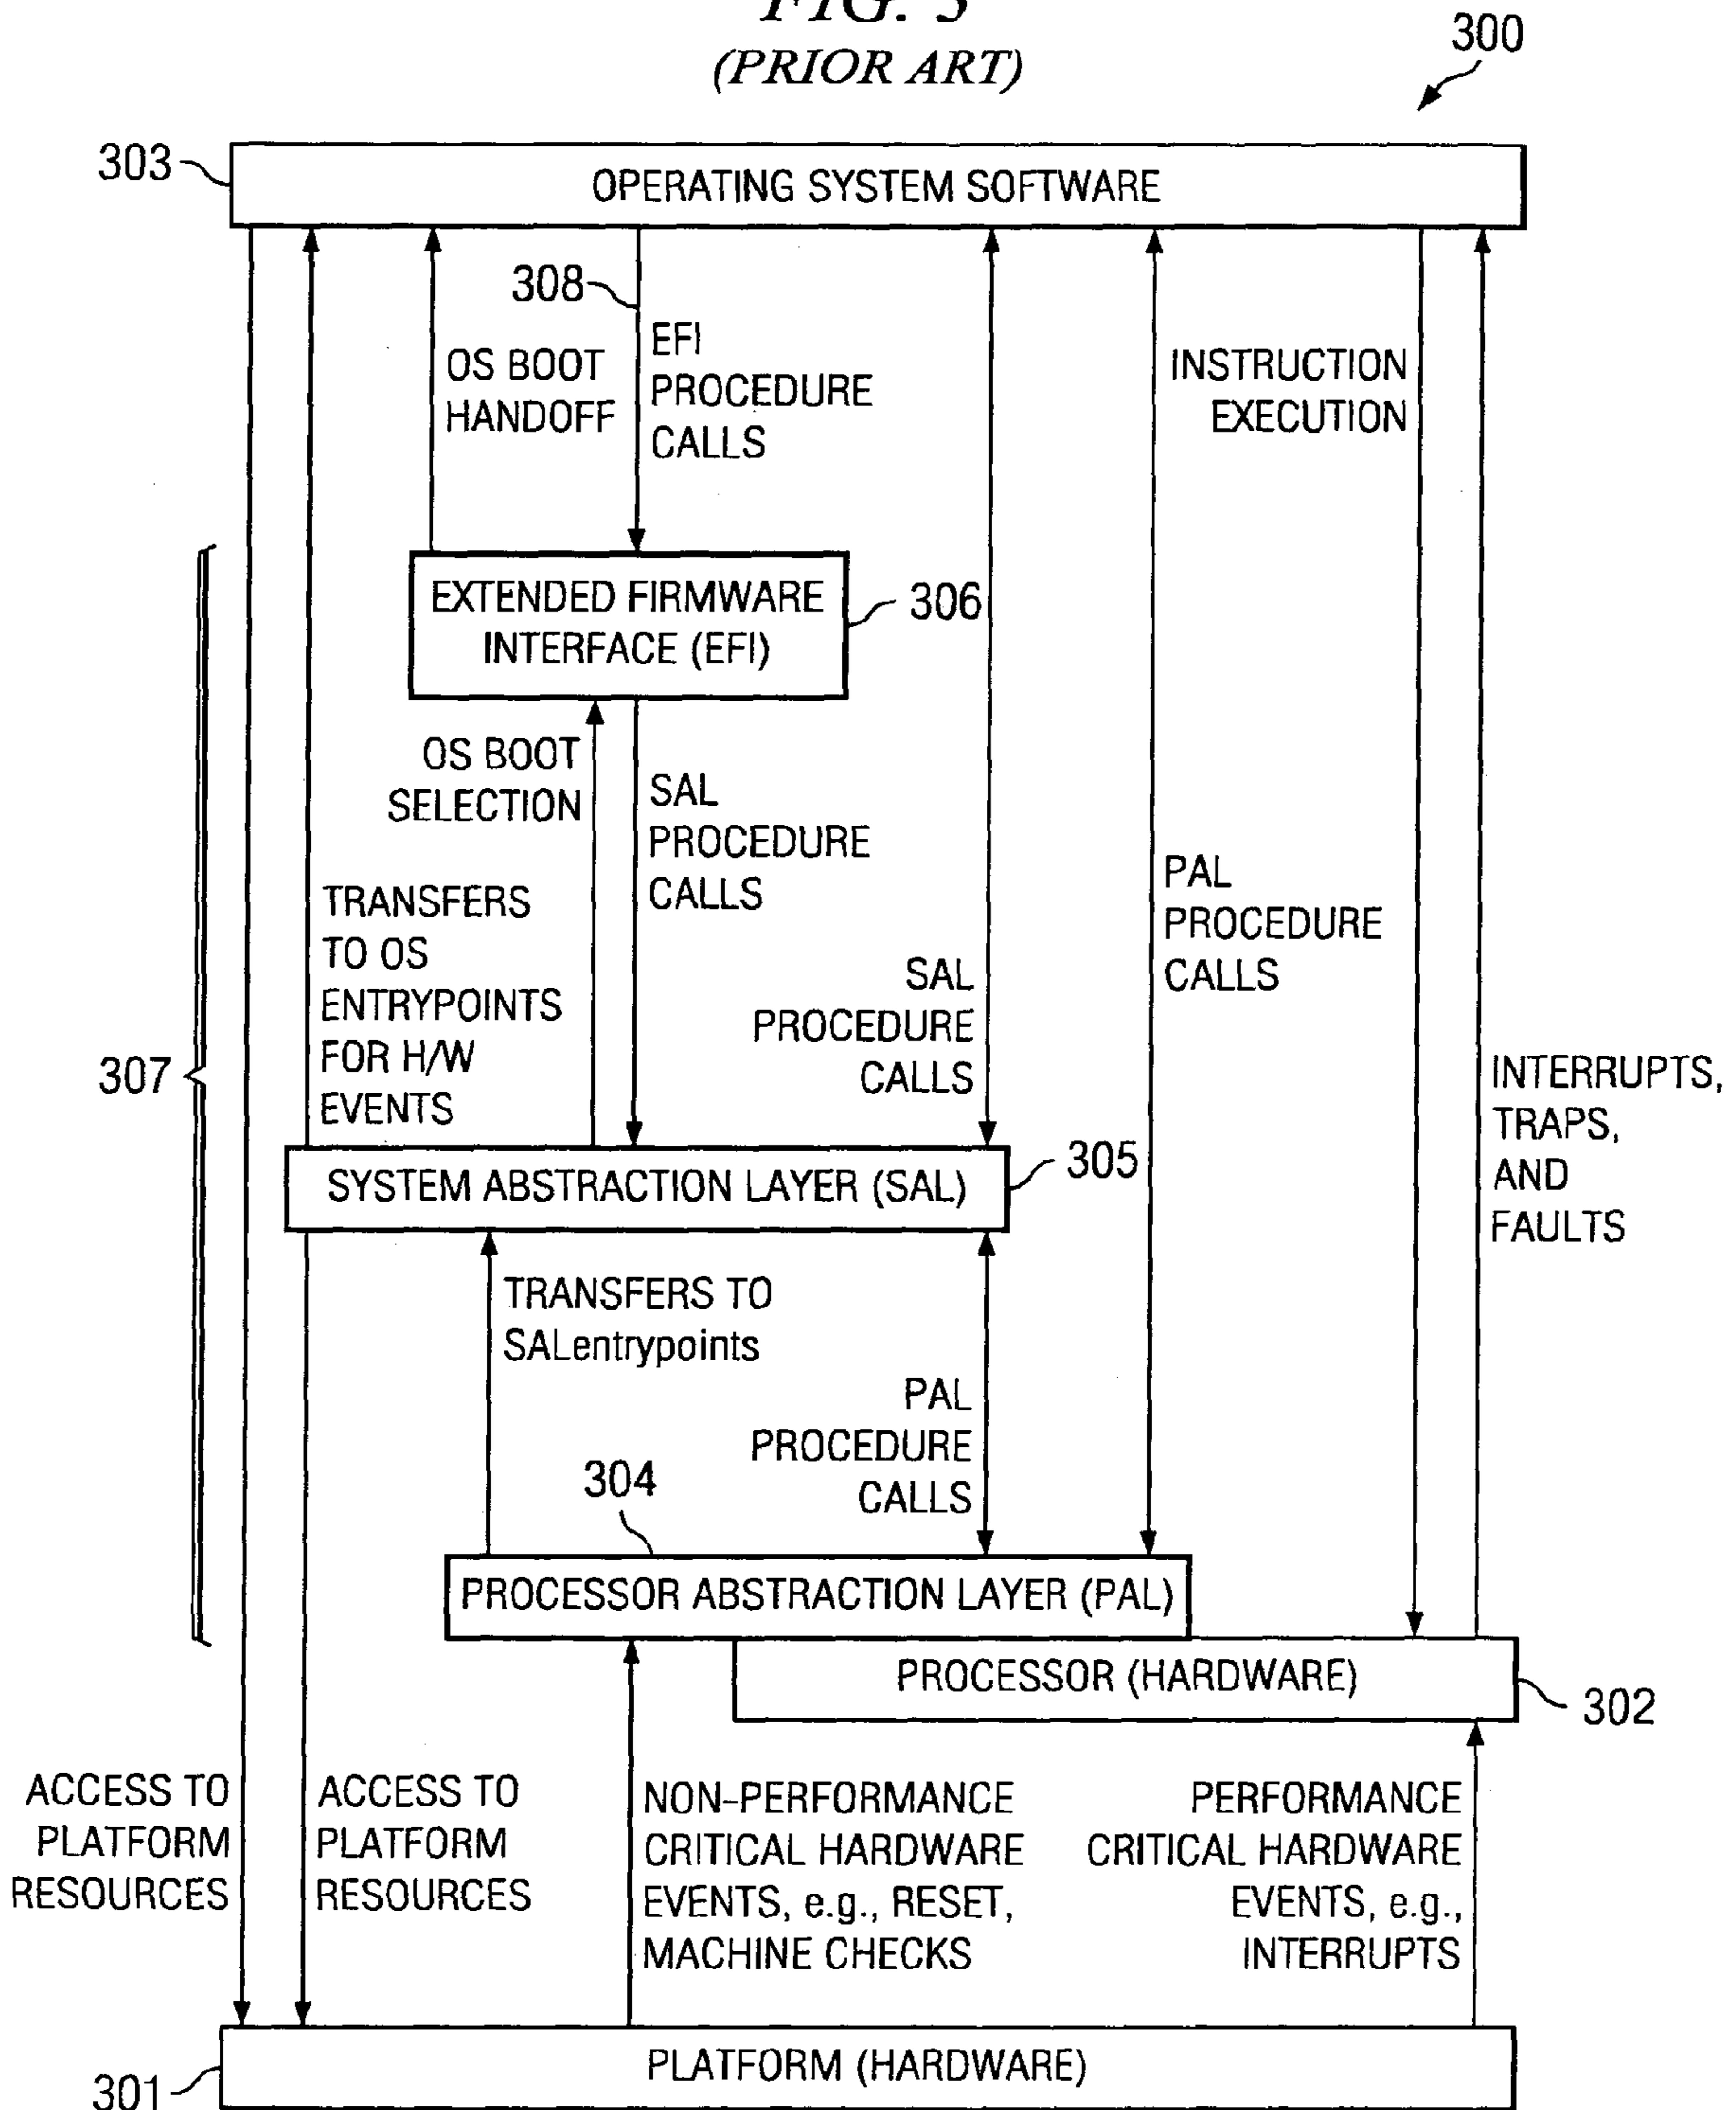 FIG. 3
(PRIOR ART)
300
303
OPERATING SYSTEM SOFTWARE
308
OS BOOT
HANDOFF
EFI
PROCEDURE
CALLS
INSTRUCTION
EXECUTION
EXTENDED FIRMWARE
INTERFACE (EFI)
306
OS BOOT
SELECTION
SAL
PROCEDURE
CALLS
TRANSFERS
TO OS
ENTRYPOINTS
FOR H/W
EVENTS
SAL
PROCEDURE
CALLS
PAL
PROCEDURE
CALLS
307
INTERRUPTS,
TRAPS,
AND
FAULTS
SYSTEM ABSTRACTION LAYER (SAL)
305
TRANSFERS TO
SALentrypoints
PAL
PROCEDURE
CALLS
304
PROCESSOR ABSTRACTION LAYER (PAL)
PROCESSOR (HARDWARE)
302
ACCESS TO
PLATFORM
RESOURCES
ACCESS TO
PLATFORM
RESOURCES
NON-PERFORMANCE
CRITICAL HARDWARE
EVENTS, e.g., RESET,
MACHINE CHECKS
PERFORMANCE
CRITICAL HARDWARE
EVENTS, e.g.,
INTERRUPTS
PLATFORM (HARDWARE)
301